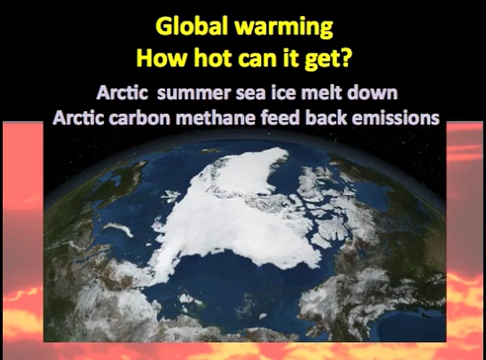 Global warming
How hot can it get?
Arctic  summer sea ice melt down
Arctic carbon methane feed back emissions